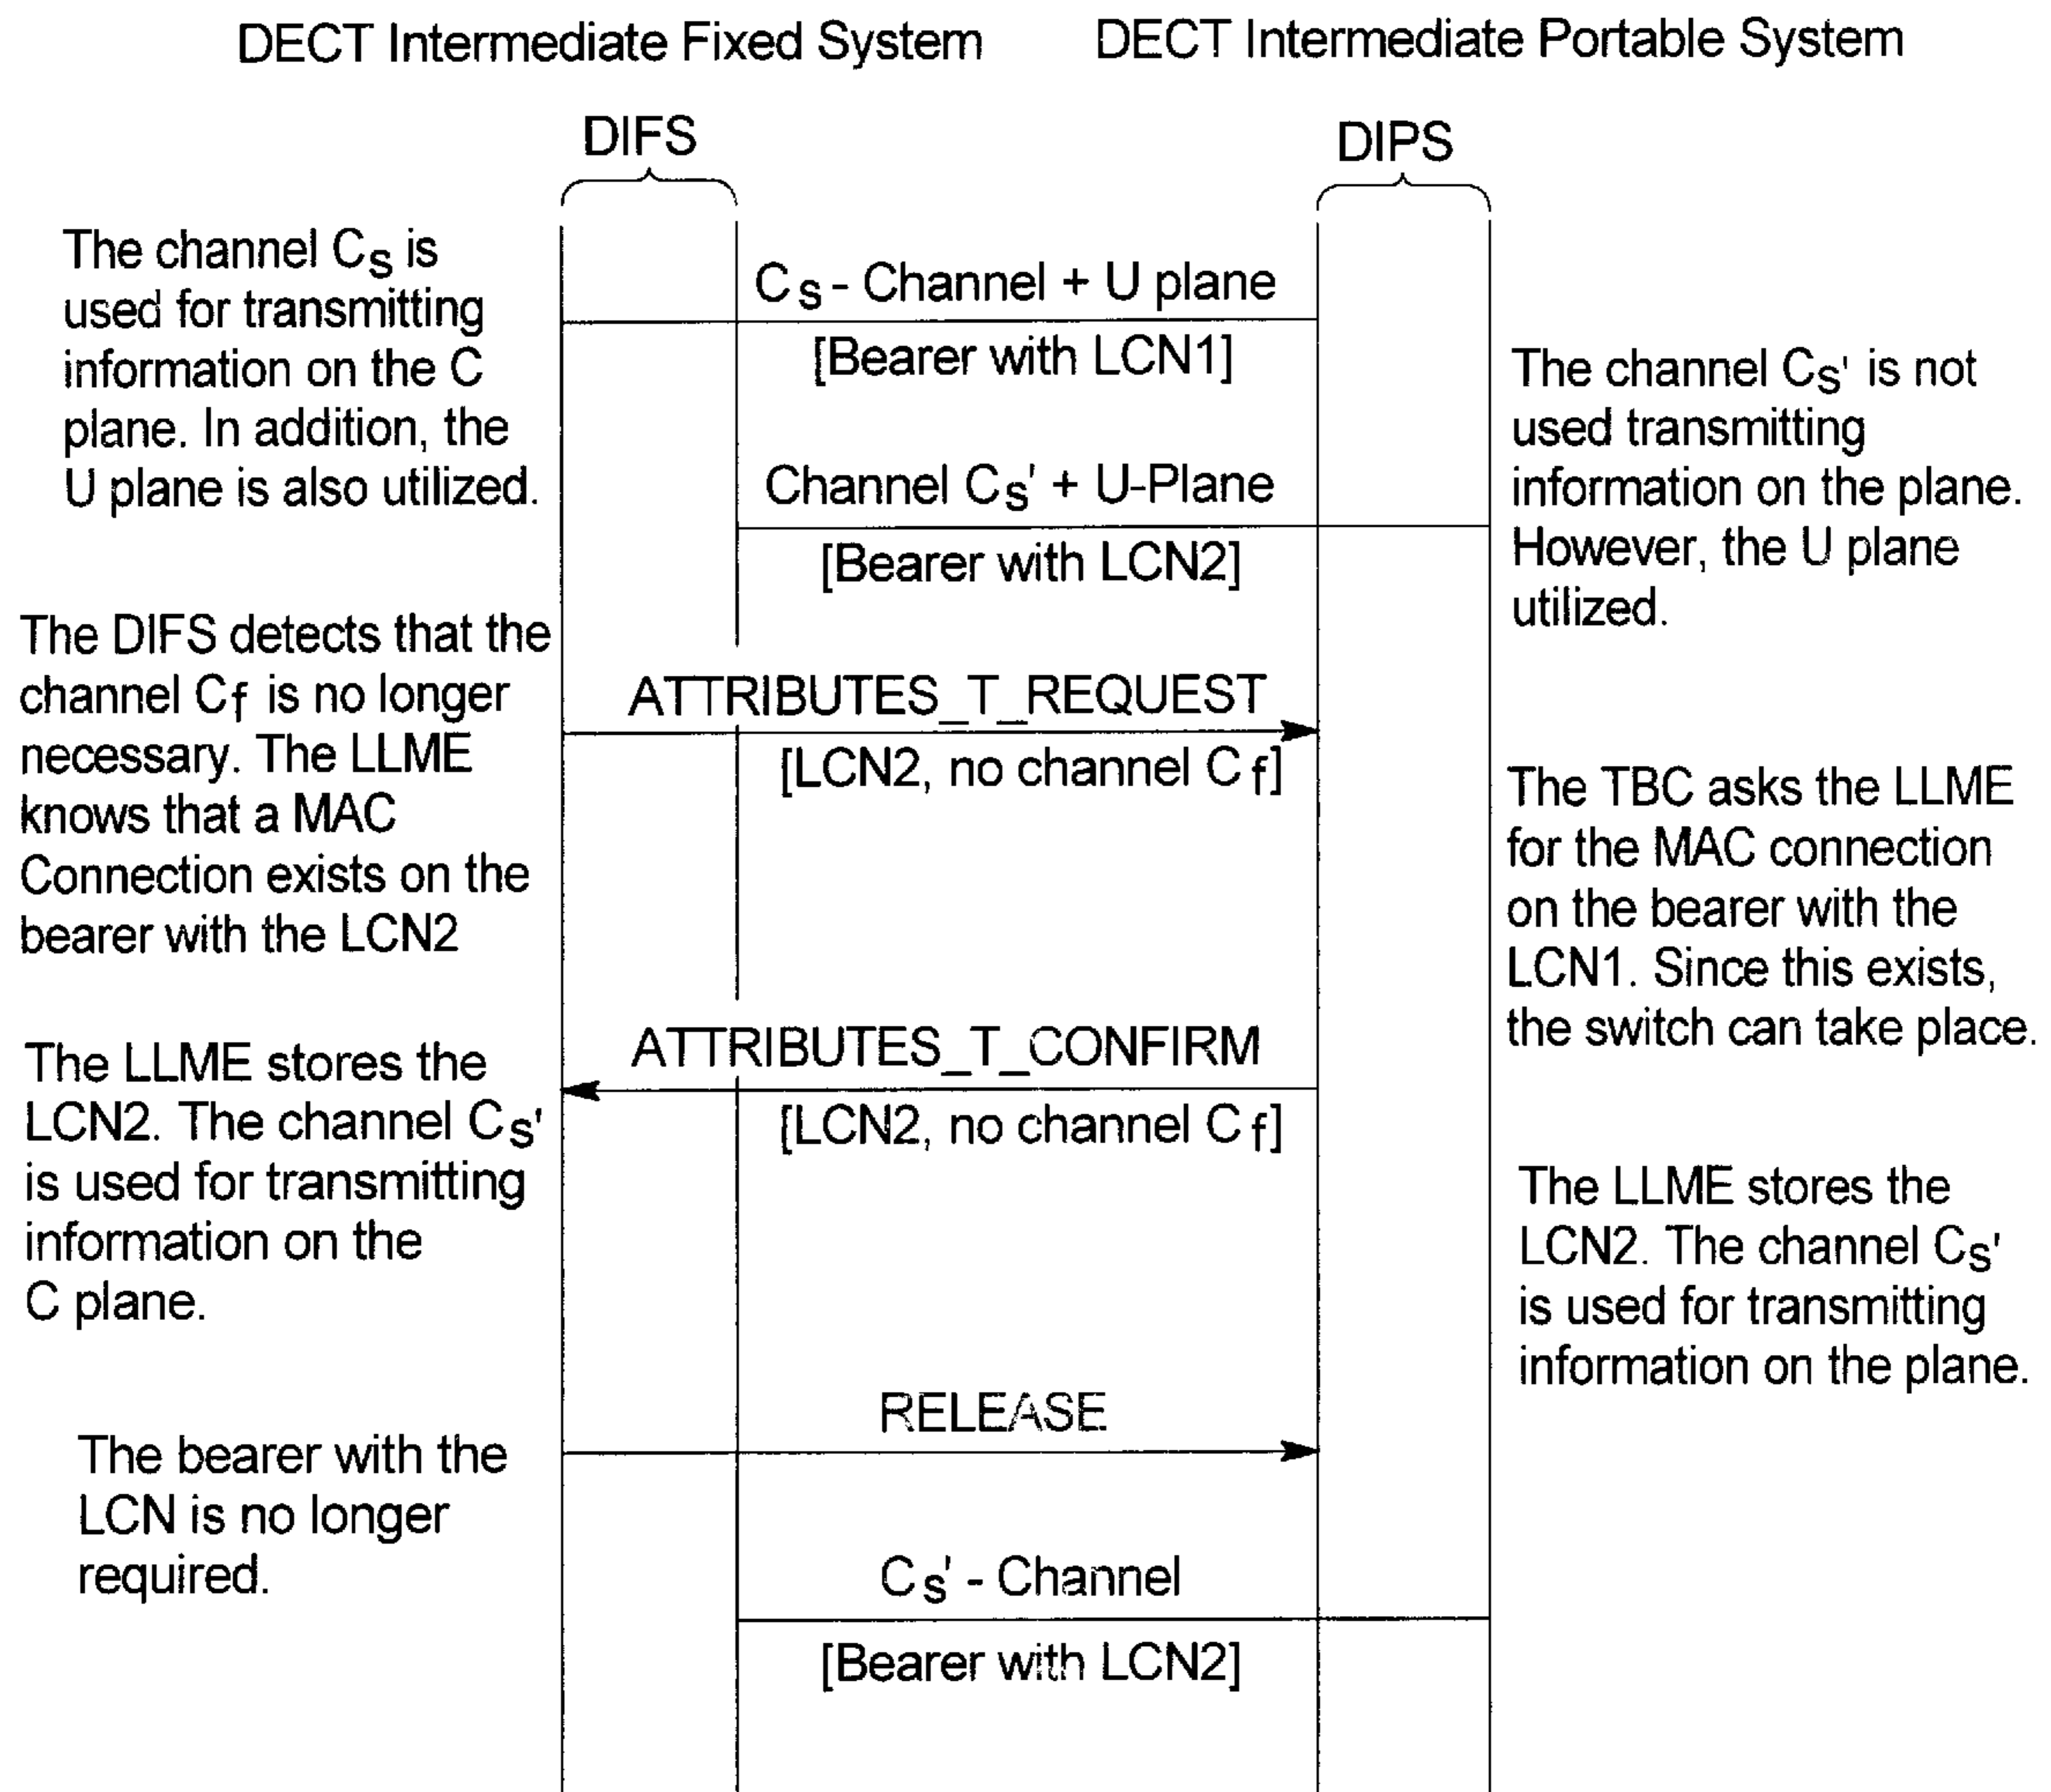 DECT Intermediate Fixed System
DECT Intermediate Portable System
DIFS
DIPS
The channel Cs is
used for transmitting
information on the C
plane. In addition, the
U plane is also utilized.
Cs - Channel + U plane
[Bearer with LCN1]
The channel Cs' is not
used transmitting
information on the plane.
However, the U plane
utilized.
Channel Cs' + U-Plane
[Bearer with LCN2]
The DIFS detects that the
channel Cf is no longer
necessary. The LLME
knows that a MAC
Connection exists on the
bearer with the LCN2
ATTRIBUTES_T_REQUEST
[LCN2, no channel Cf]
The TBC asks the LLME
for the MAC connection
on the bearer with the
LCN1. Since this exists,
the switch can take place.
ATTRIBUTES_T_CONFIRM
[LCN2, no channel Cf]
The LLME stores the
LCN2. The channel Cs'
is used for transmitting
information on the
C plane.
The LLME stores the
LCN2. The channel Cs'
is used for transmitting
information on the plane.
RELEASE
The bearer with the
LCN is no longer
required.
Cs' - Channel
[Bearer with LCN2]